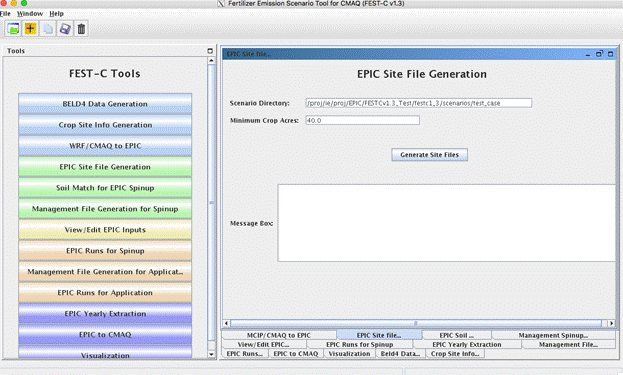 Fertilizer Emission Scenario Tool for CMAQ (FEST-C v1.3)
File Window Help
Tools
FEST-C Tools
BELD4 Data Generation
Crop Site Info Generation
WRF/CMAQ to EPIC
EPIC Site File Generation
Soil Match for EPIC Spinup
Management File Generation for Spinup
View/Edit EPIC Inputs
EPIC Runs for Spinup
Management File Generation for Applicat...
EPIC Runs for Application
EPIC Yearly Extraction
EPIC to CMAQ
Visualization
EPIC Site file...
EPIC Site File Generation
Scenario Directory: /proj/ie/proj/EPIC/FESTCv1.3_Test/festc1_3/scenarios/test_case
Minimum Crop Acres: 40.0
Generate Site Files
Message Box:
MCIP/CMAQ to EPIC EPIC Site file... EPIC Soil ... Management Spinup...
View/Edit EPIC... EPIC Runs for Spinup EPIC Yearly Extraction Management File...
EPIC Runs... EPIC to CMAQ Visualization Beld4 Data... Crop Site Info...